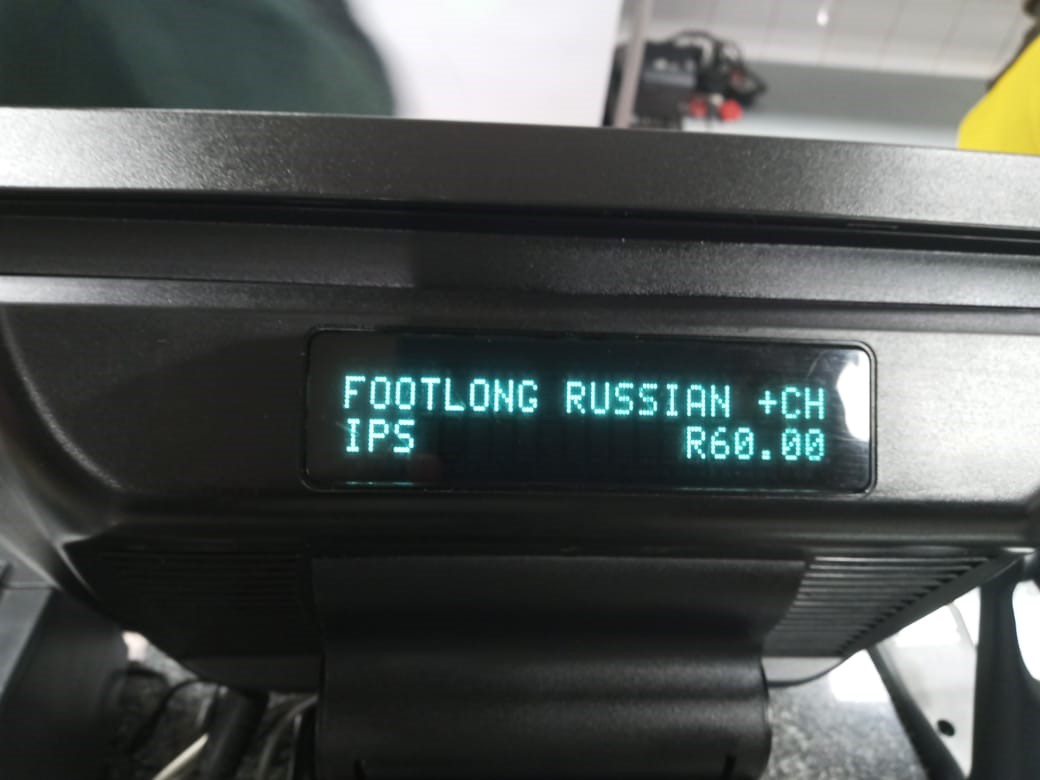 FOOTLONG RUSSIAN +CH
IPS R60.00